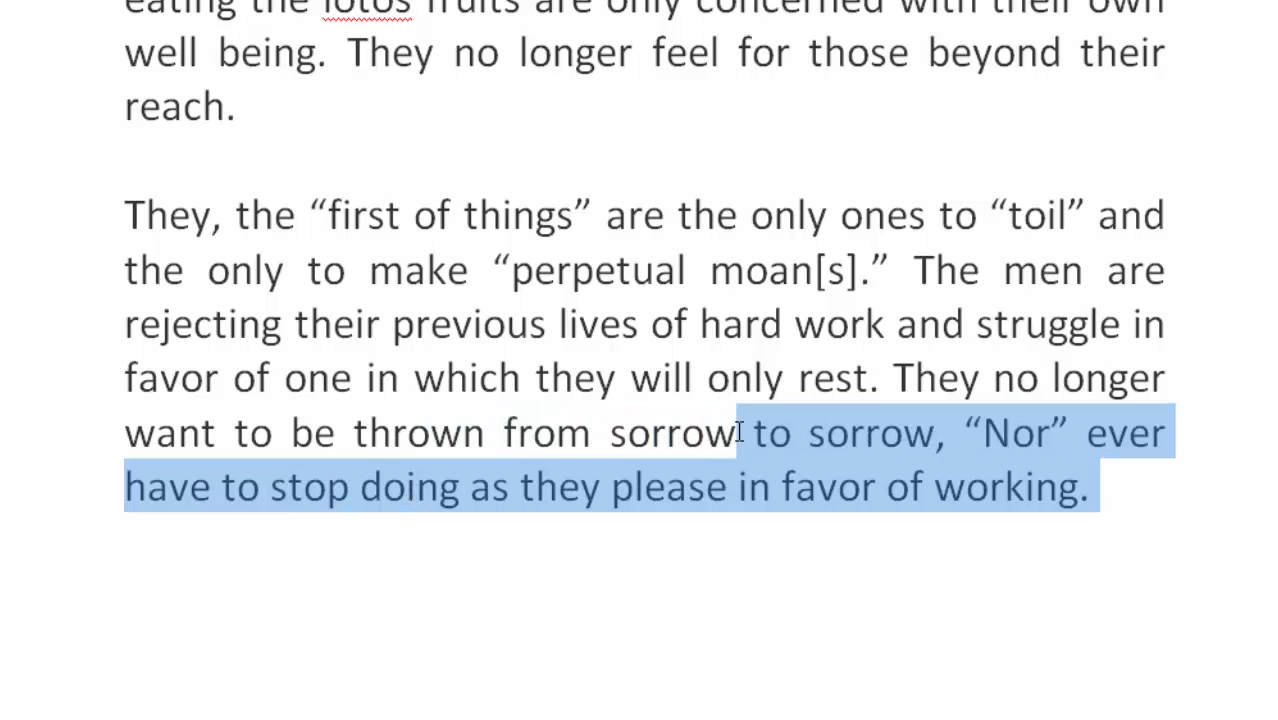 eating the lotos fruits are only concerned with their own
well being. They no longer feel for those beyond their
reach.
They, the “first of things” are the only ones to “toil” and
the only to make “perpetual moan[s].” The men are
rejecting their previous lives of hard work and struggle in
favor of one in which they will only rest. They no longer
want to be thrown from sorrow to sorrow, “Nor” ever
have to stop doing as they please in favor of working.